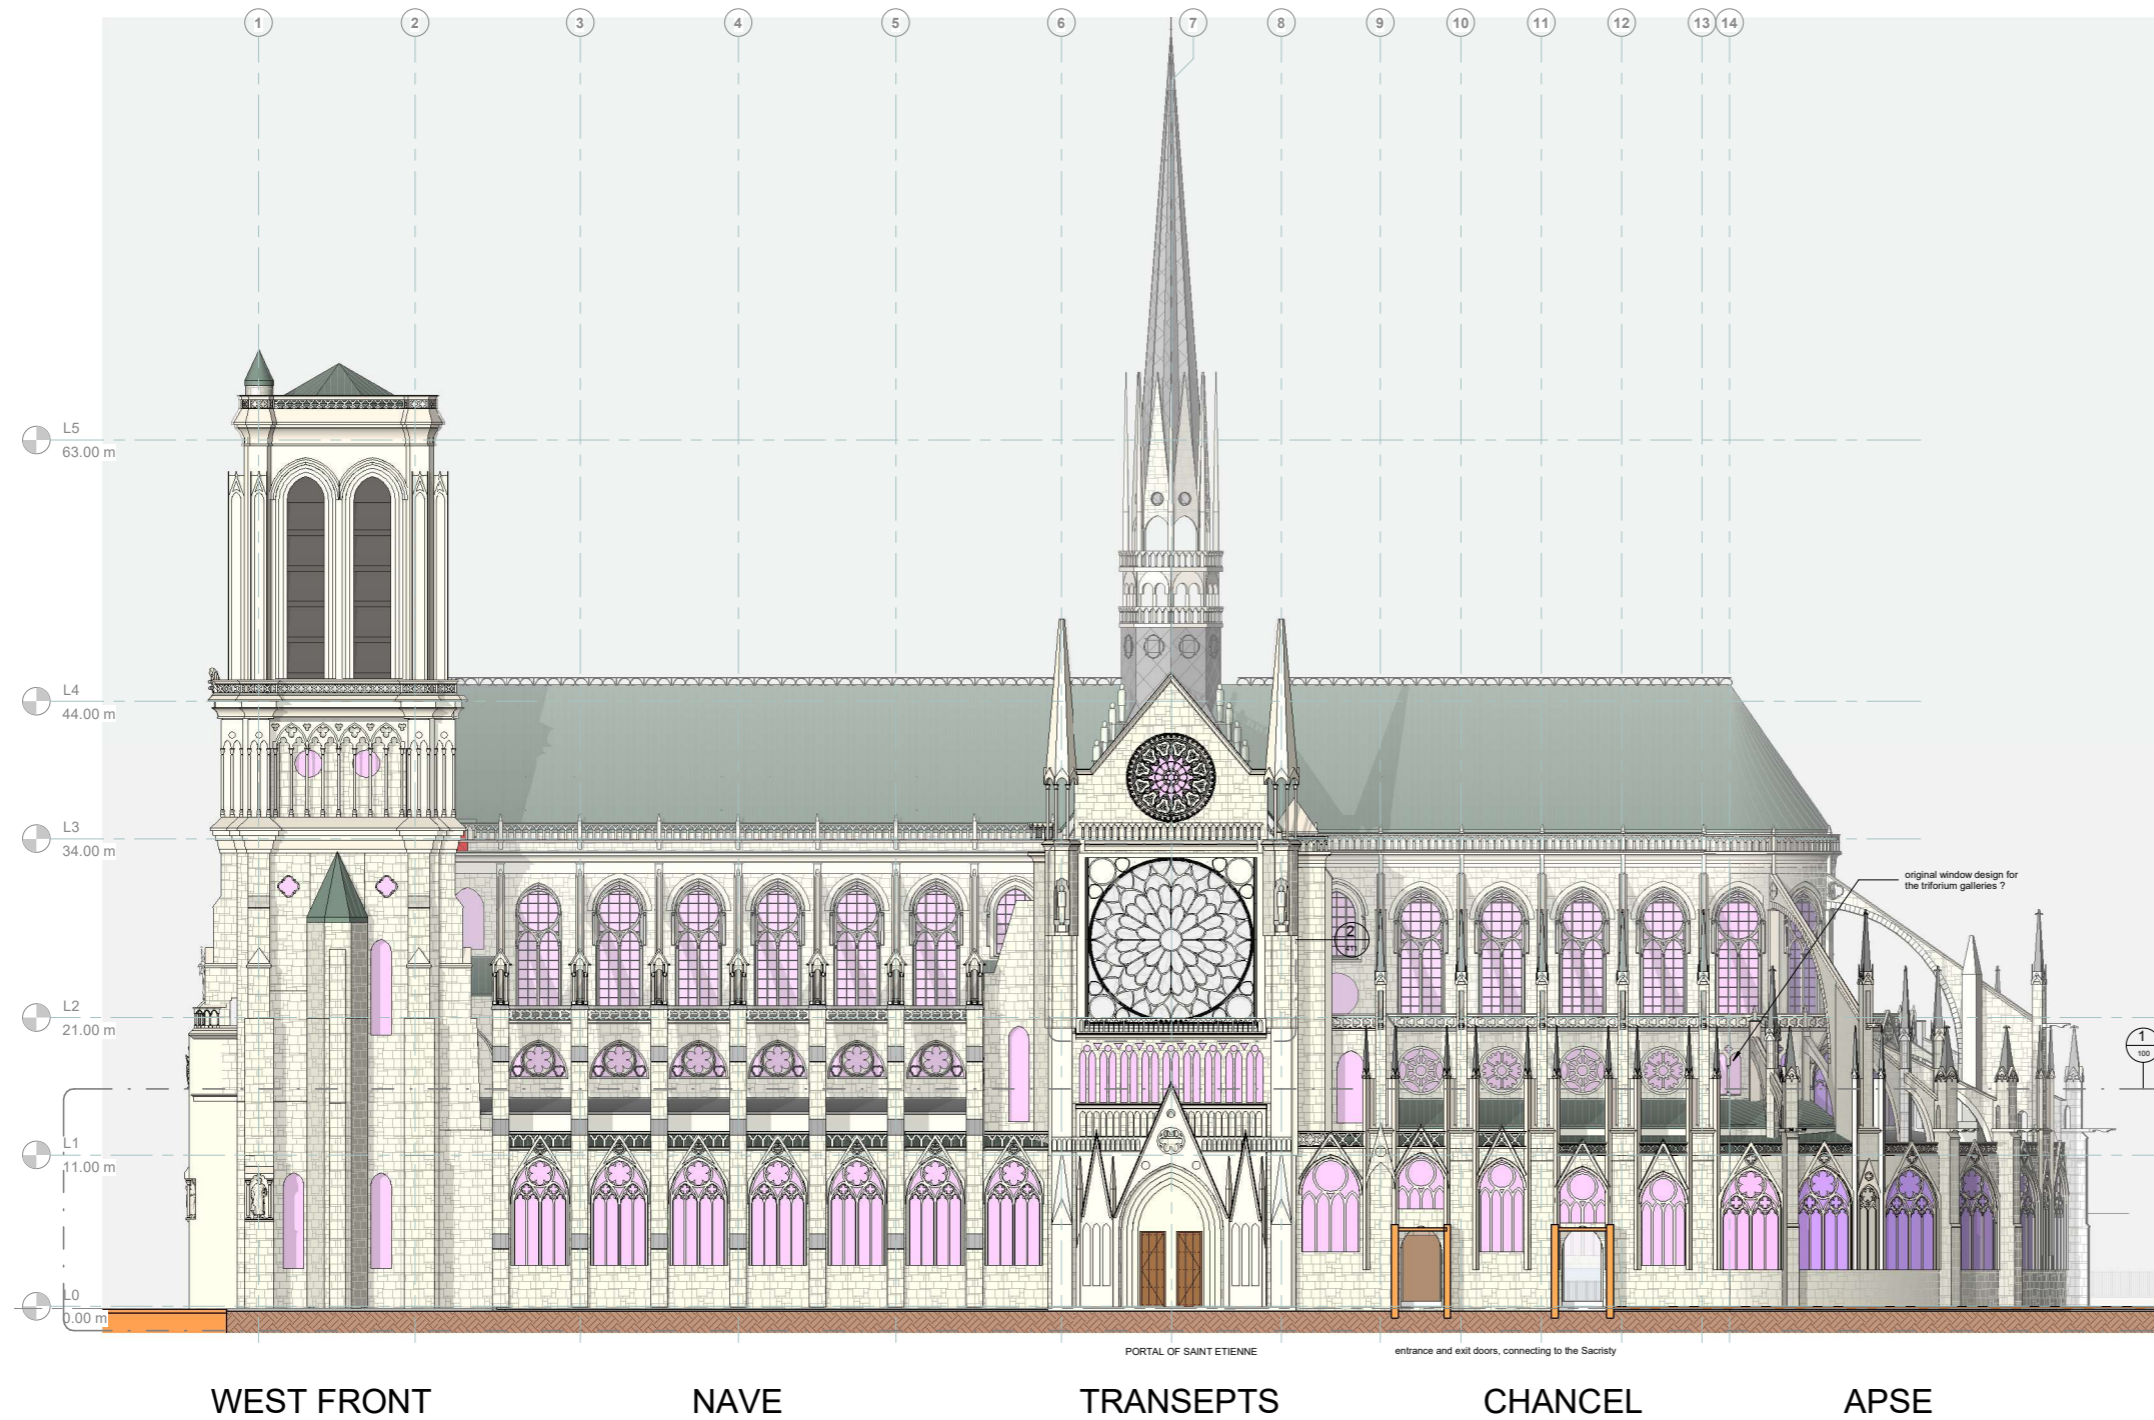 1 2 3 4 5 6 7 8 9 10 11 12 13 14
L5
63.00 m
L4
44.00 m
L3
34.00 m
original window design for
the triforium galleries ?
2
L2
21.00 m
1
100
L1
11.00 m
L0
0.00 m
PORTAL OF SAINT ETIENNE
entrance and exit doors, connecting to the Sacristy
WEST FRONT NAVE TRANSEPTS CHANCEL APSE